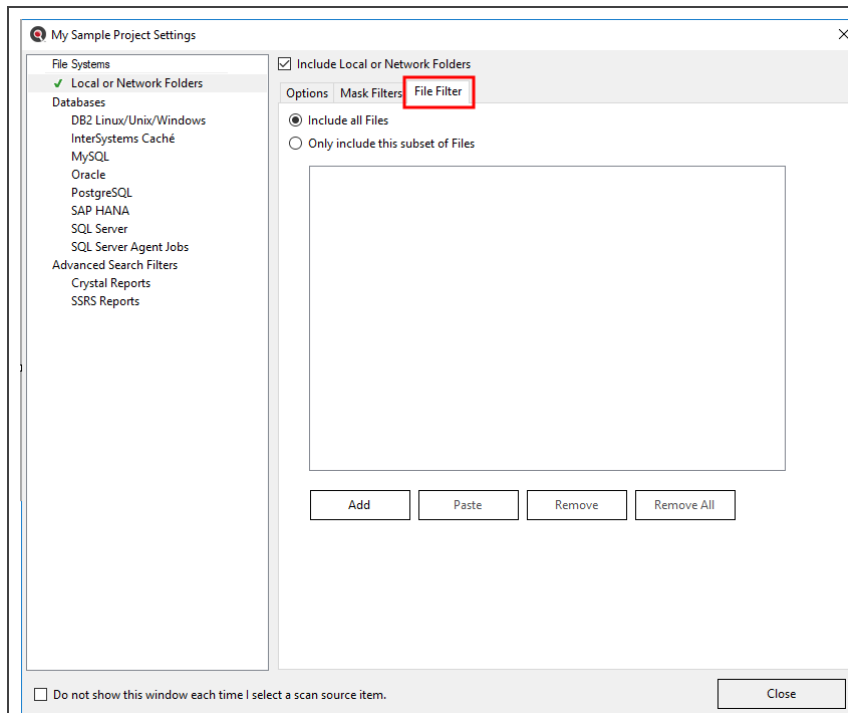 My Sample Project Settings
File Systems
Local or Network Folders
Databases
DB2 Linux/Unix/Windows
InterSystems Caché
MySQL
Oracle
PostgreSQL
SAP HANA
SQL Server
SQL Server Agent Jobs
Advanced Search Filters
Crystal Reports
SSRS Reports
Include Local or Network Folders
Options Mask Filters File Filter
Include all Files
Only include this subset of Files
Add Paste Remove Remove All
Do not show this window each time I select a scan source item.
Close